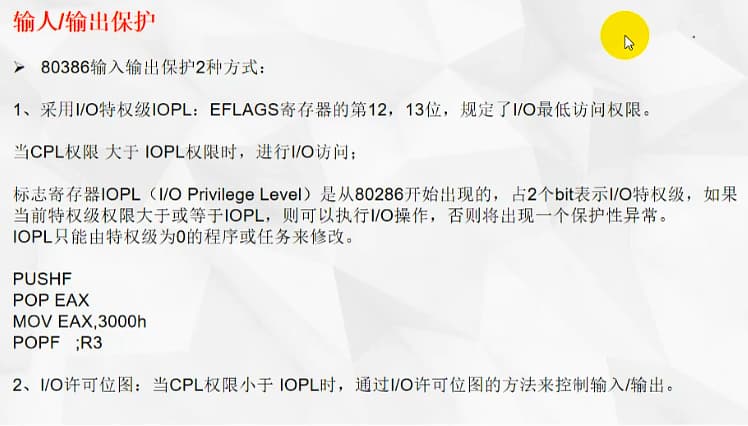 输人/输出保护
➢ 80386输入输出保护2种方式：
1、采用I/O特权级IOPL：EFLAGS寄存器的第12，13位，规定了I/O最低访问权限。
当CPL权限 大于 IOPL权限时，进行I/O访问；
标志寄存器IOPL（I/O Privilege Level）是从80286开始出现的，占2个bit表示I/O特权级，如果
当前特权级权限大于或等于IOPL，则可以执行I/O操作，否则将出现一个保护性异常。
IOPL只能由特权级为0的程序或任务来修改。
PUSHF
POP EAX
MOV EAX,3000h
POPF ;R3
2、I/O许可位图：当CPL权限小于 IOPL时，通过I/O许可位图的方法来控制输入/输出。